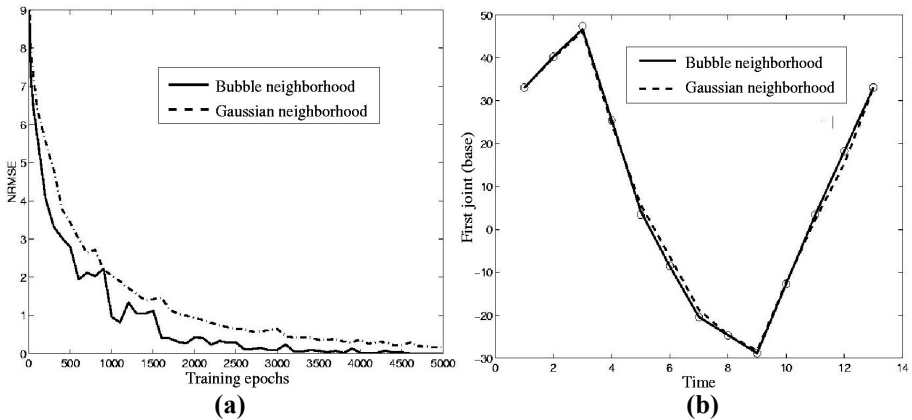 9
8
7
6
5
4
3
2
1
0
NRMSE
Bubble neighborhood
Gaussian neighborhood
0 500 1000 1500 2000 2500 3000 3500 4000 4500 5000
Training epochs
(a)
50
40
30
20
10
0
−10
−20
−30
First joint (base)
Bubble neighborhood
Gaussian neighborhood
0 2 4 6 8 10 12 14
Time
(b)